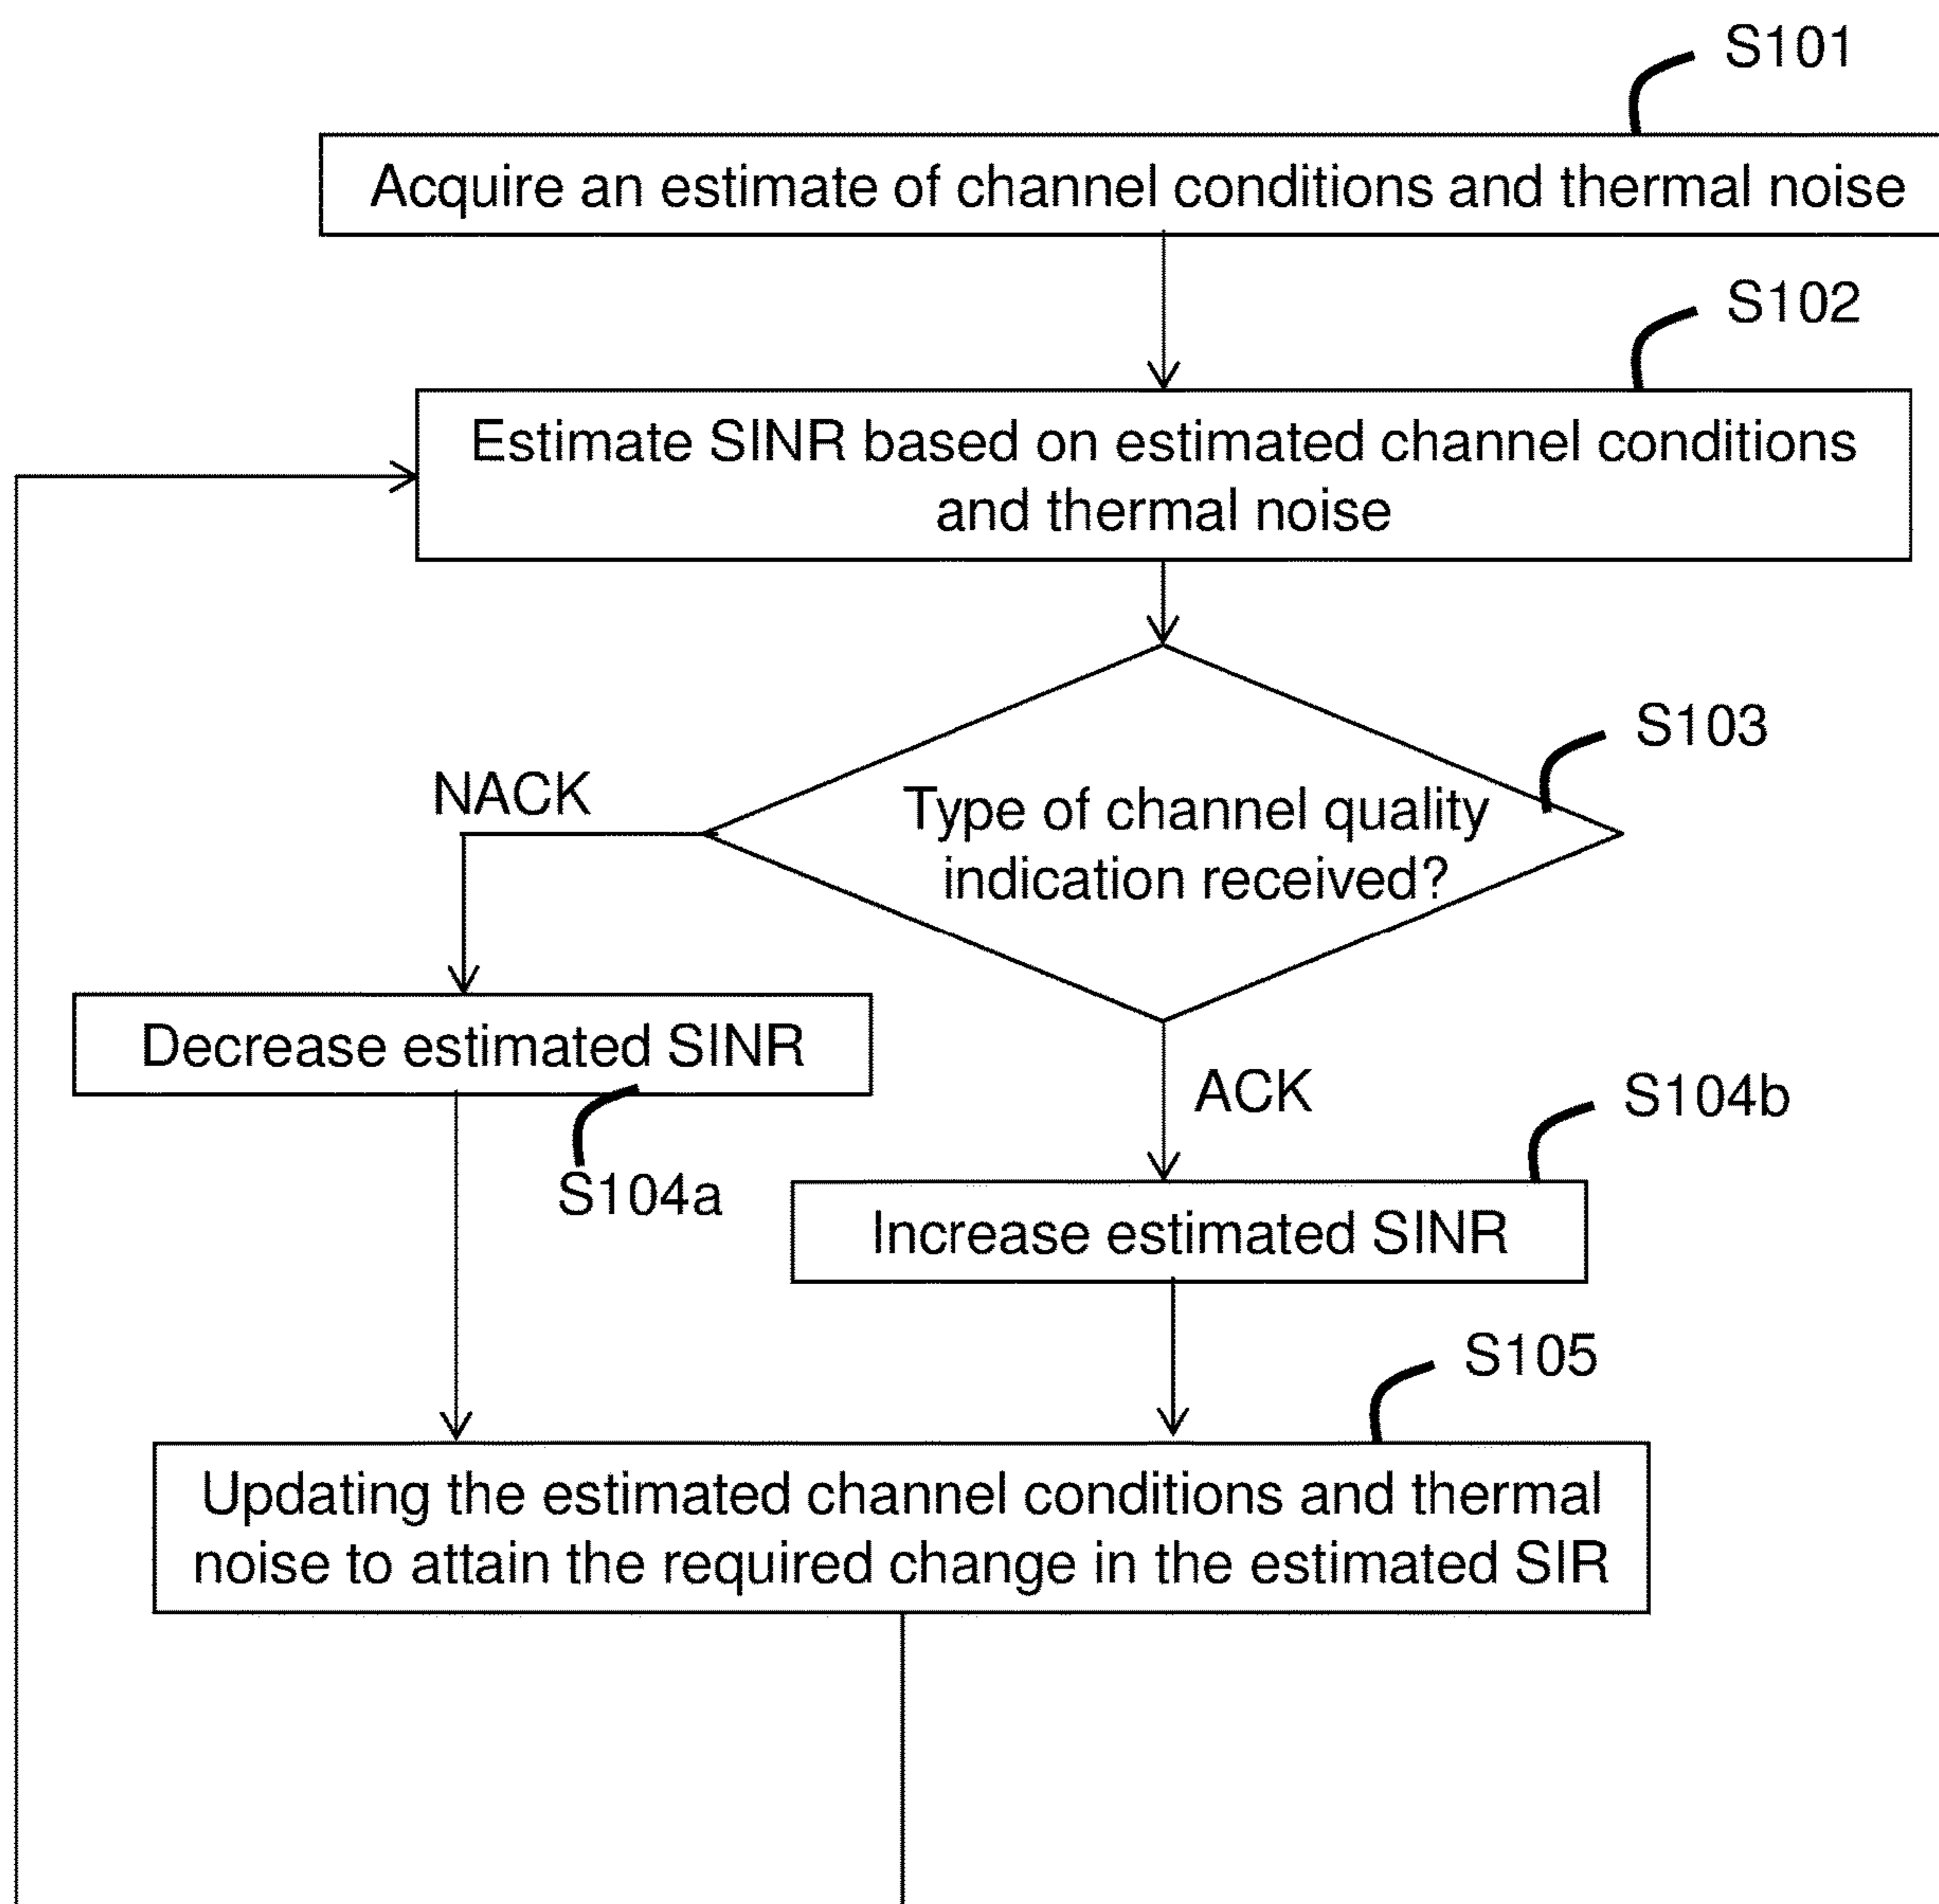 S101
Acquire an estimate of channel conditions and thermal noise
S102
Estimate SINR based on estimated channel conditions
and thermal noise
S103
NACK
Type of channel quality
indication received?
Decrease estimated SINR
ACK
S104b
S104a
Increase estimated SINR
S105
Updating the estimated channel conditions and thermal
noise to attain the required change in the estimated SIR